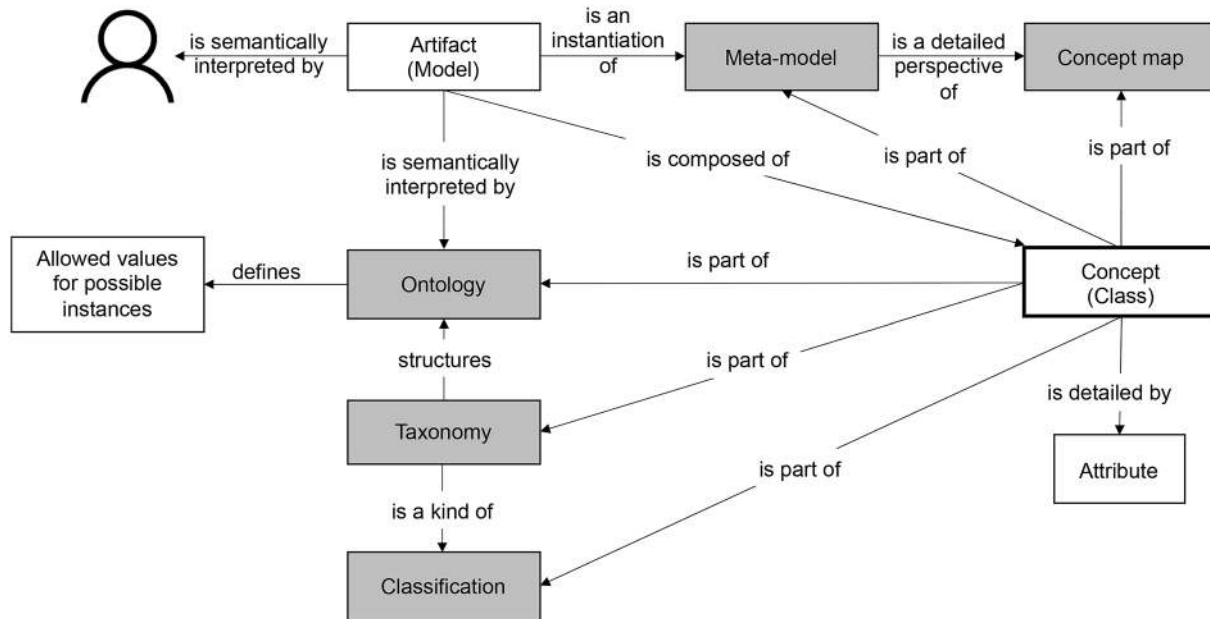 is semantically
interpreted by
Artifact
(Model)
is an
instantiation
of
Meta-model
is a detailed
perspective
of
Concept map
is semantically
interpreted by
is composed of
is part of
is part of
Allowed values
for possible
instances
defines
Ontology
is part of
Concept
(Class)
structures
is part of
is detailed by
Taxonomy
is part of
Attribute
is a kind of
Classification